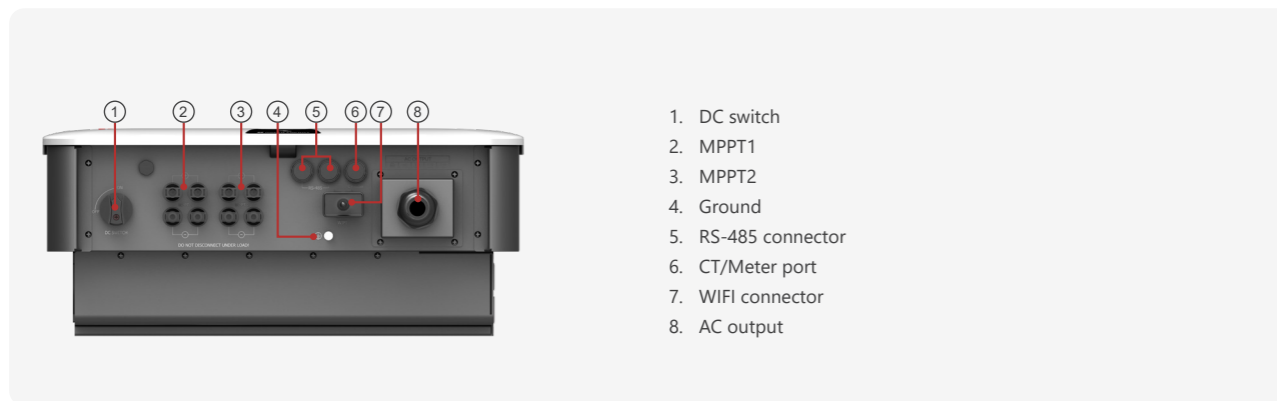 1 2 3 4 5 6 7 8
DC SWITCH
DO NOT DISCONNECT UNDER LOAD!
1. DC switch
2. MPPT1
3. MPPT2
4. Ground
5. RS-485 connector
6. CT/Meter port
7. WIFI connector
8. AC output